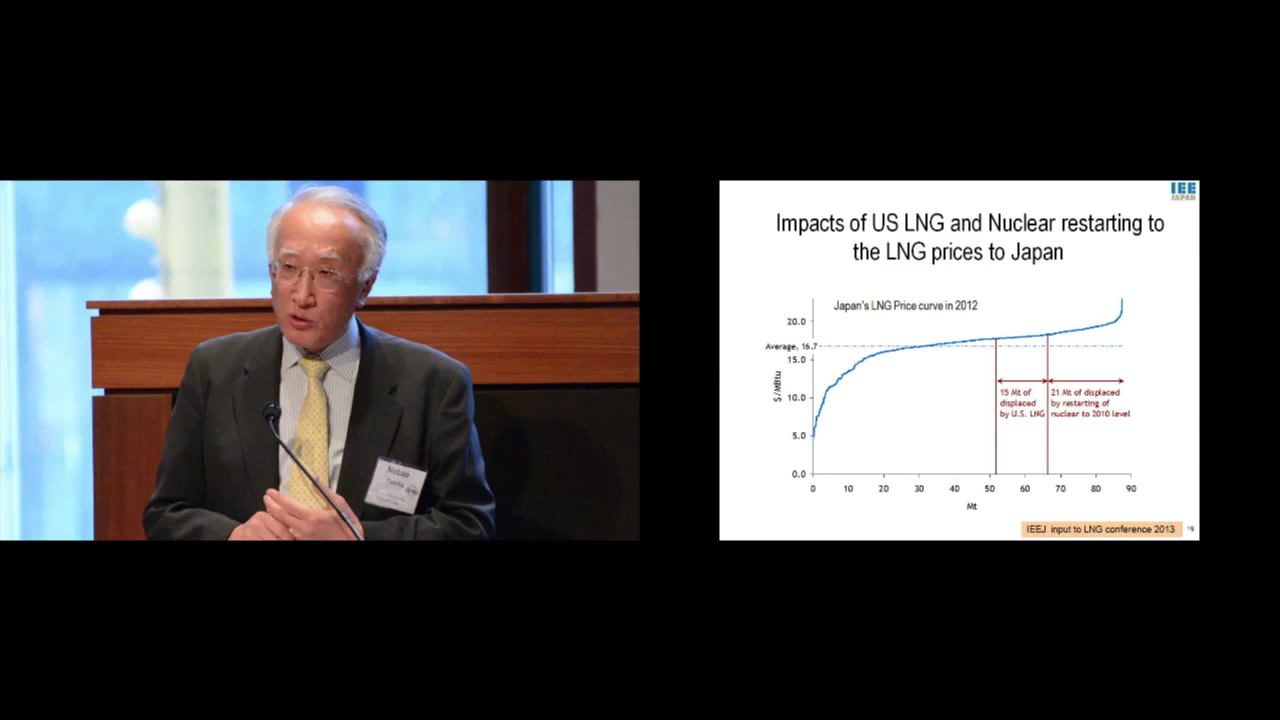 Nobuo
Tanaka
IEE
JAPAN
Impacts of US LNG and Nuclear restarting to
the LNG prices to Japan
Japan's LNG Price curve in 2012
20.0
Average, 16.7
15.0
10.0
5.0
0.0
$/MBtu
15 Mt of
displaced
by U.S. LNG
21 Mt of displaced
by restarting of
nuclear to 2010 level
0 10 20 30 40 50 60 70 80 90
Mt
IEEJ input to LNG conference 2013
19